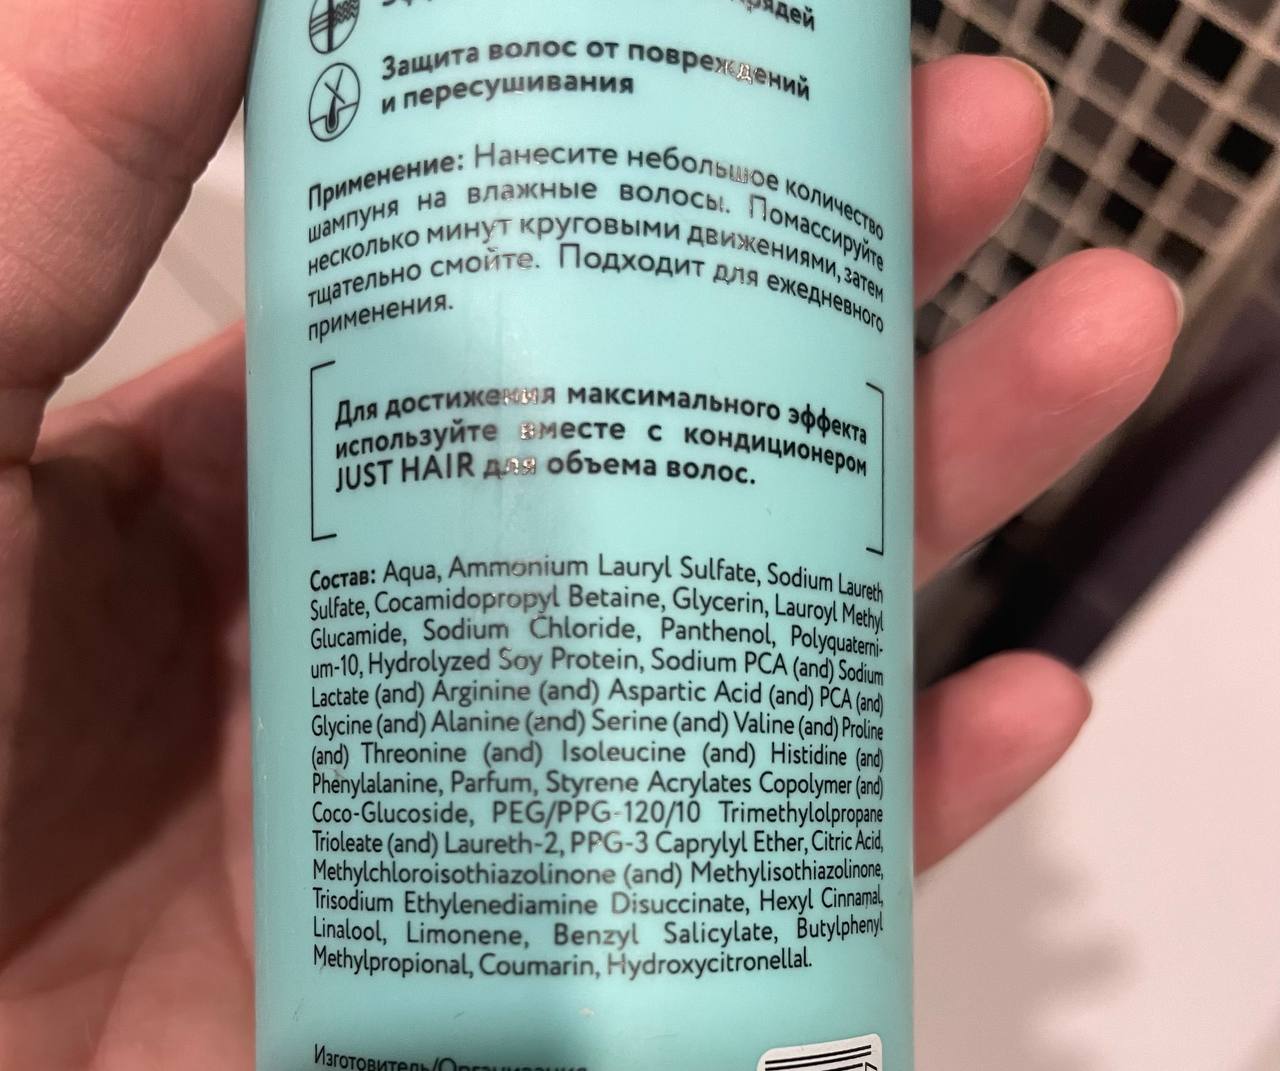 рядей
Защита волос от повреждений
и пересушивания
Применение: Нанесите небольшое количество
шампуня на влажные волосы. Помассируйте
несколько минут круговыми движениями, затем
тщательно смойте. Подходит для ежедневного
применения.
Для достижения максимального эффекта
используйте вместе с кондиционером
JUST HAIR для объема волос.
Состав: Aqua, Ammonium Lauryl Sulfate, Sodium Laureth
Sulfate, Cocamidopropyl Betaine, Glycerin, Lauroyl Methyl
Glucamide, Sodium Chloride, Panthenol, Polyquaterni-
um-10, Hydrolyzed Soy Protein, Sodium PCA (and) Sodium
Lactate (and) Arginine (and) Aspartic Acid (and) PCA (and)
Glycine (and) Alanine (and) Serine (and) Valine (and) Proline
(and) Threonine (and) Isoleucine (and) Histidine (and)
Phenylalanine, Parfum, Styrene Acrylates Copolymer (and)
Coco-Glucoside, PEG/PPG-120/10 Trimethylolpropane
Trioleate (and) Laureth-2, PPG-3 Caprylyl Ether, Citric Acid,
Methylchloroisothiazolinone (and) Methylisothiazolinone,
Trisodium Ethylenediamine Disuccinate, Hexyl Cinnamal,
Linalool, Limonene, Benzyl Salicylate, Butylphenyl
Methylpropional, Coumarin, Hydroxycitronellal.
Изготовитель/Организация